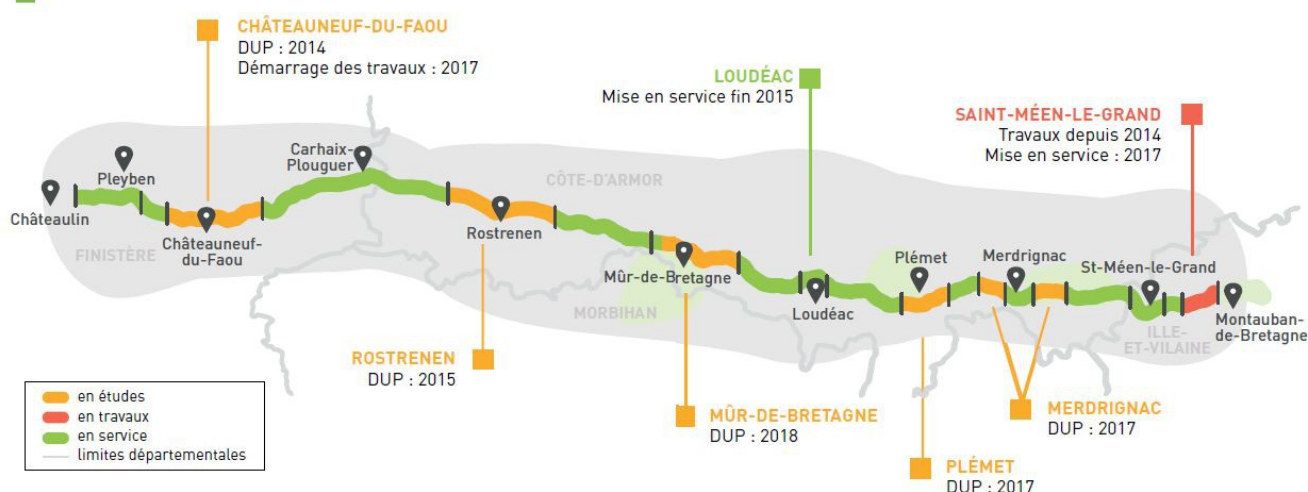 CHÂTEAUNEUF-DU-FAOU
DUP : 2014
Démarrage des travaux : 2017
LOUDÉAC
Mise en service fin 2015
SAINT-MÉEN-LE-GRAND
Travaux depuis 2014
Mise en service : 2017
Châteaulin
Pleyben
Châteauneuf-
du-Faou
Carhaix-
Plouguer
Rostrenen
Mûr-de-Bretagne
Loudéac
Plémet
Merdrignac
St-Méen-le-Grand
Montauban-
de-Bretagne
FINISTÈRE
CÔTE-D'ARMOR
MORBIHAN
ILLE-
ET-VILAINE
ROSTRENEN
DUP : 2015
MÛR-DE-BRETAGNE
DUP : 2018
PLÉMET
DUP : 2017
MERDRIGNAC
DUP : 2017
en études
en travaux
en service
limites départementales